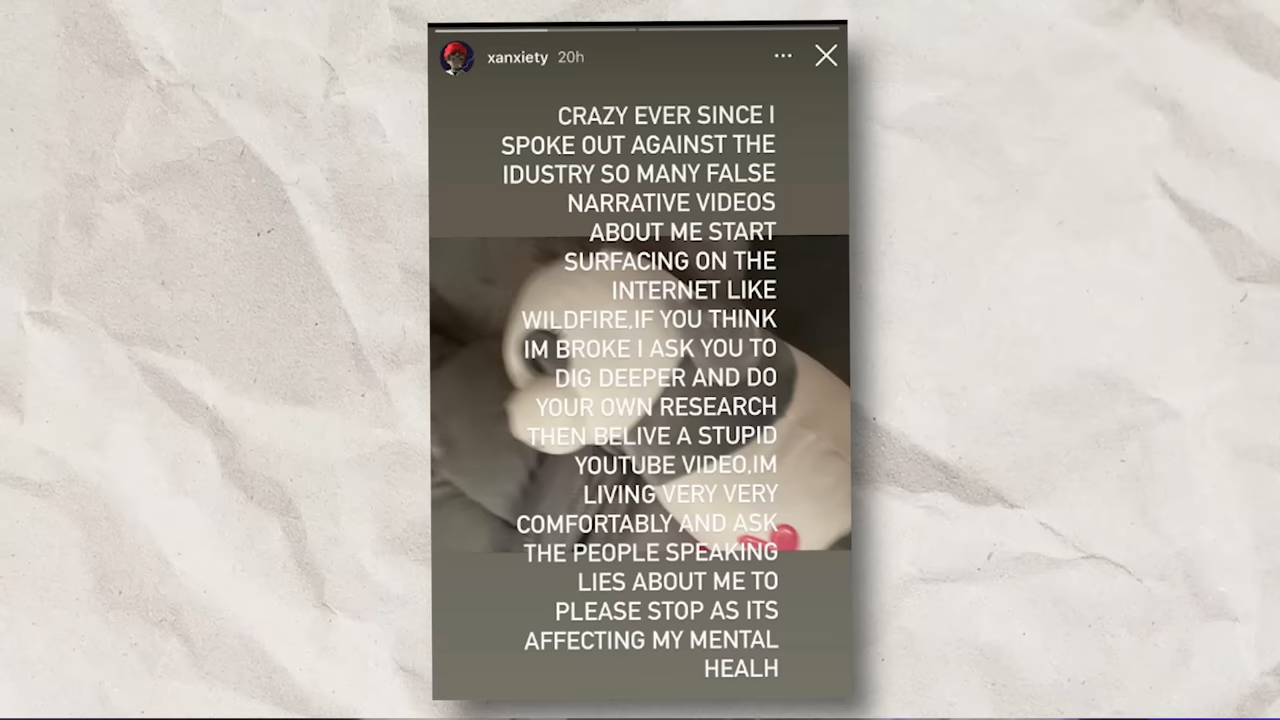 xanxiety 20h
CRAZY EVER SINCE I
SPOKE OUT AGAINST THE
IDUSTRY SO MANY FALSE
NARRATIVE VIDEOS
ABOUT ME START
SURFACING ON THE
INTERNET LIKE
WILDFIRE,IF YOU THINK
IM BROKE I ASK YOU TO
DIG DEEPER AND DO
YOUR OWN RESEARCH
THEN BELIVE A STUPID
YOUTUBE VIDEO,IM
LIVING VERY VERY
COMFORTABLY AND ASK
THE PEOPLE SPEAKING
LIES ABOUT ME TO
PLEASE STOP AS ITS
AFFECTING MY MENTAL
HEALH